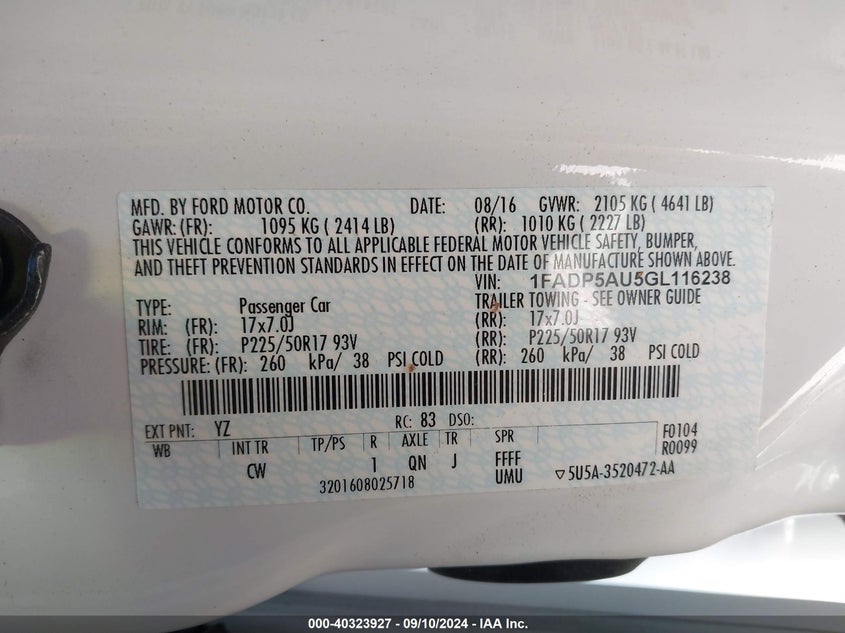 MFD. BY FORD MOTOR CO. DATE: 08/16 GVWR: 2105 KG ( 4641 LB)
GAWR: (FR): 1095 KG ( 2414 LB) (RR): 1010 KG ( 2227 LB)
THIS VEHICLE CONFORMS TO ALL APPLICABLE FEDERAL MOTOR VEHICLE SAFETY, BUMPER,
AND THEFT PREVENTION STANDARDS IN EFFECT ON THE DATE OF MANUFACTURE SHOWN ABOVE.
VIN: 1FADP5AU5GL116238
TYPE: Passenger Car TRAILER TOWING - SEE OWNER GUIDE
RIM: (FR): 17x7.0J (RR): 17x7.0J
TIRE: (FR): P225/50R17 93V (RR): P225/50R17 93V
PRESSURE: (FR): 260 kPa/ 38 PSI COLD (RR): 260 kPa/ 38 PSI COLD
EXT PNT: YZ RC: 83 DSO:
WB INT TR TP/PS R AXLE TR SPR F0104
R0099
CW 1 QN J FFFF
UMU
3201608025718 ▽5U5A-3520472-AA
000-40323927 - 09/10/2024 - IAA Inc.